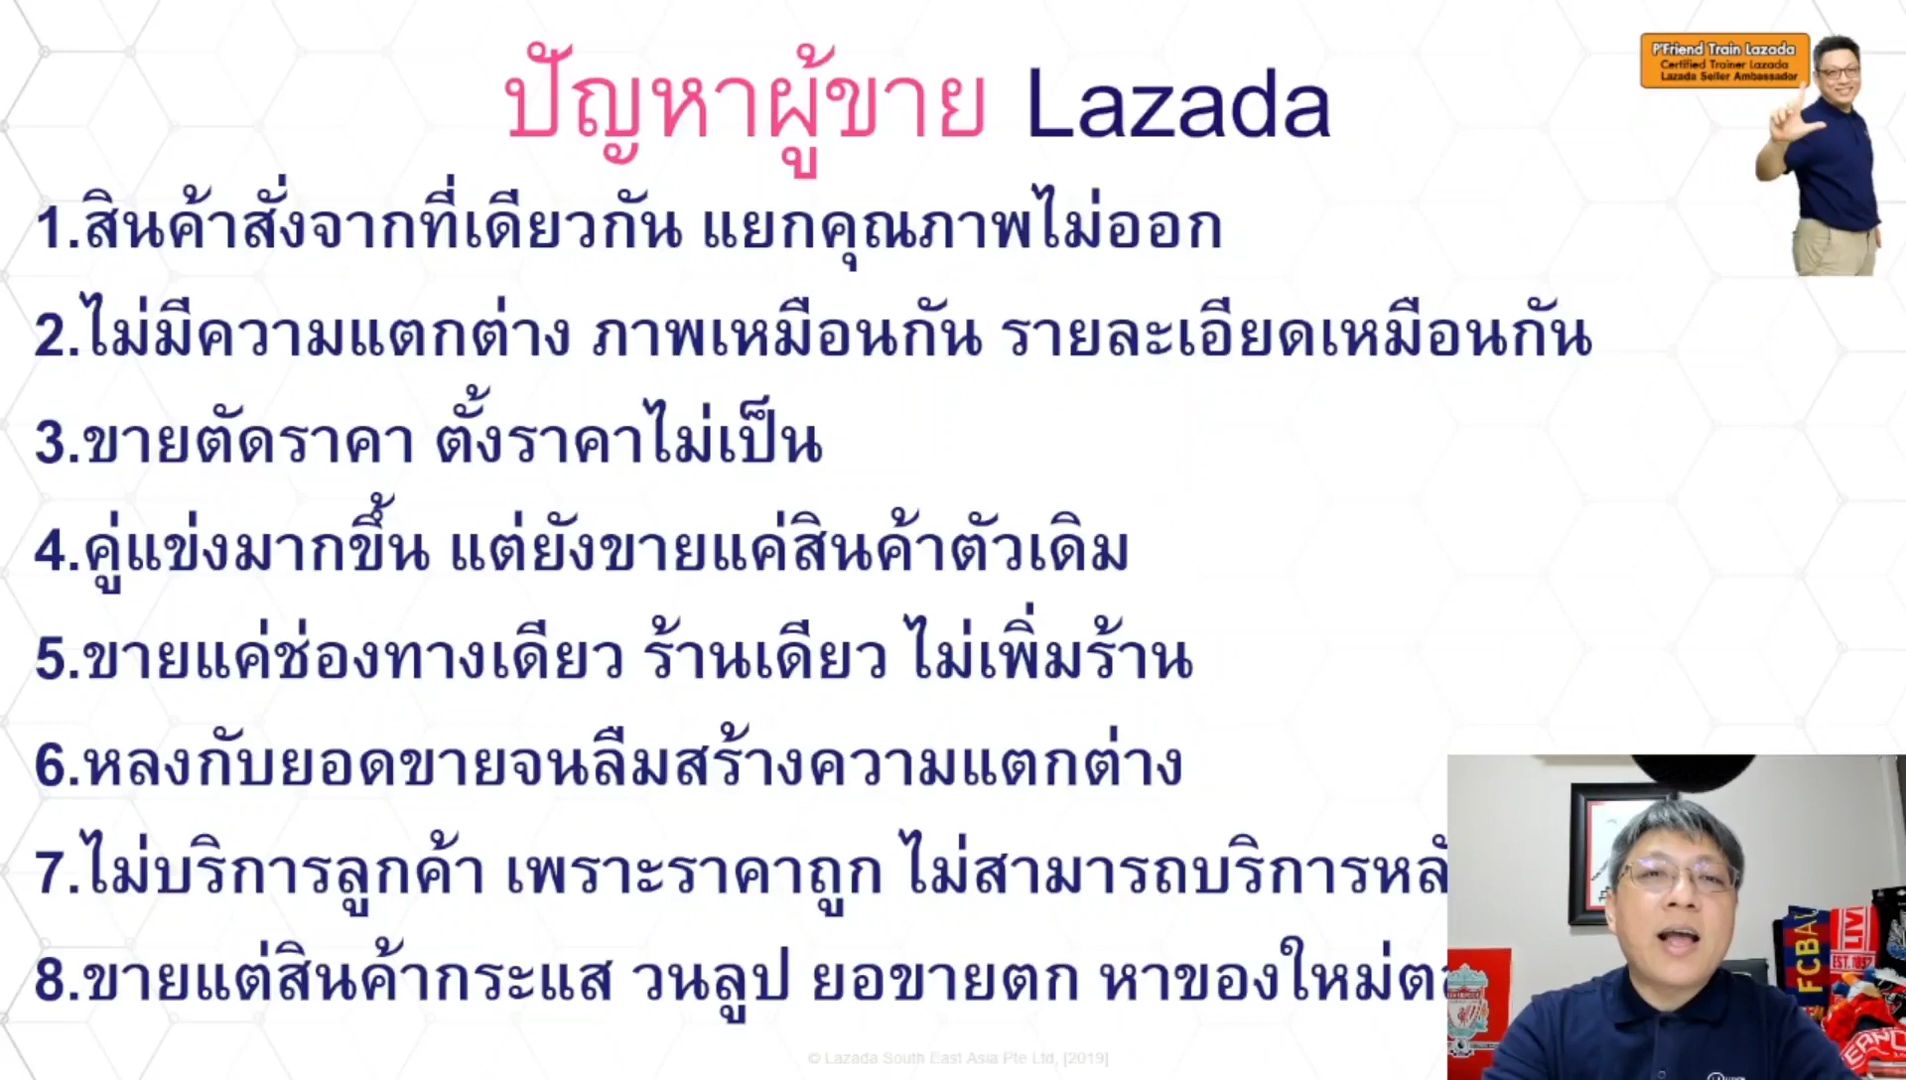 ปัญหาผู้ขาย Lazada
P'Friend Train Lazada
Certified Trainer Lazada
Lazada Seller Ambassador
1.สินค้าสั่งจากที่เดียวกัน แยกคุณภาพไม่ออก
2.ไม่มีความแตกต่าง ภาพเหมือนกัน รายละเอียดเหมือนกัน
3.ขายตัดราคา ตั้งราคาไม่เป็น
4.คู่แข่งมากขึ้น แต่ยังขายแค่สินค้าตัวเดิม
5.ขายแค่ช่องทางเดียว ร้านเดียว ไม่เพิ่มร้าน
6.หลงกับยอดขายจนลืมสร้างความแตกต่าง
7.ไม่บริการลูกค้า เพราะราคาถูก ไม่สามารถบริการ
8.ขายแต่สินค้ากระแส วนลูป ยอขายตก หาของใหม่
FCBA
LIV
EST. 1892
© Lazada South East Asia Pte Ltd, [2019]